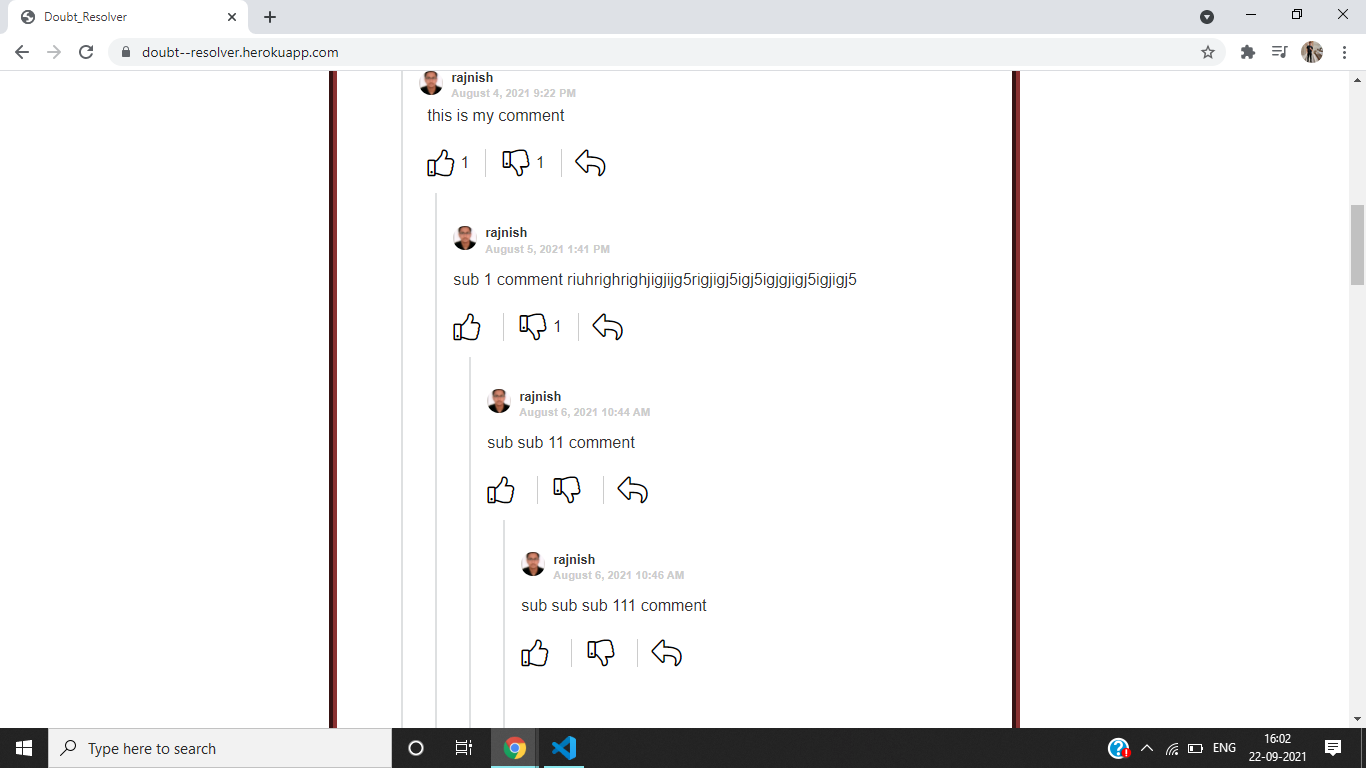 Doubt_Resolver
doubt--resolver.herokuapp.com
rajnish
August 4, 2021 9:22 PM
this is my comment
1 1
rajnish
August 5, 2021 1:41 PM
sub 1 comment riuhrighrighjigjijg5rigjigj5igj5igjgjigj5igjigj5
1
rajnish
August 6, 2021 10:44 AM
sub sub 11 comment
rajnish
August 6, 2021 10:46 AM
sub sub sub 111 comment
Type here to search
ENG
16:02
22-09-2021